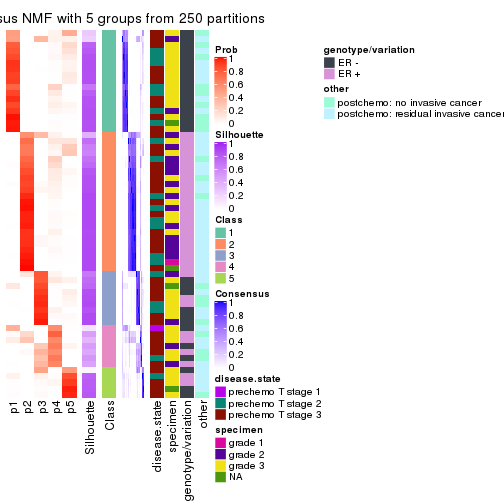 sus NMF with 5 groups from 250 partitions
Prob
1
0.8
0.6
0.4
0.2
0
Silhouette
1
0.8
0.6
0.4
0.2
0
Class
1
2
3
4
5
Consensus
1
0.8
0.6
0.4
0.2
0
disease.state
prechemo T stage 1
prechemo T stage 2
prechemo T stage 3
specimen
grade 1
grade 2
grade 3
NA
genotype/variation
ER -
ER +
other
postchemo: no invasive cancer
postchemo: residual invasive cancer
p1
p2
p3
p4
p5
Silhouette
Class
disease.state
specimen
genotype/variation
other